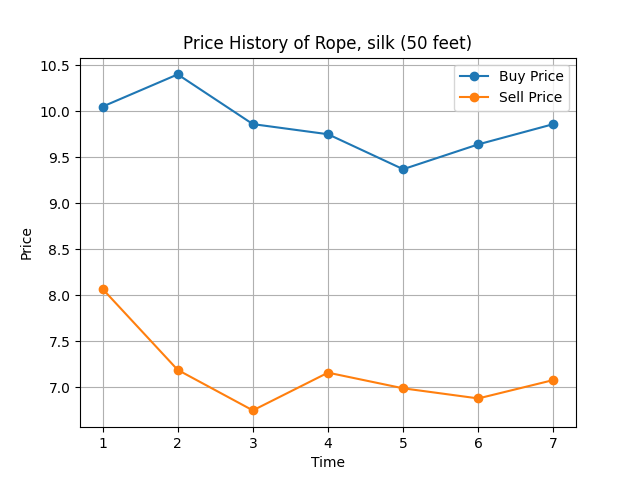 Price History of Rope, silk (50 feet)
Buy Price
Sell Price
Price
10.5
10.0
9.5
9.0
8.5
8.0
7.5
7.0
1 2 3 4 5 6 7
Time